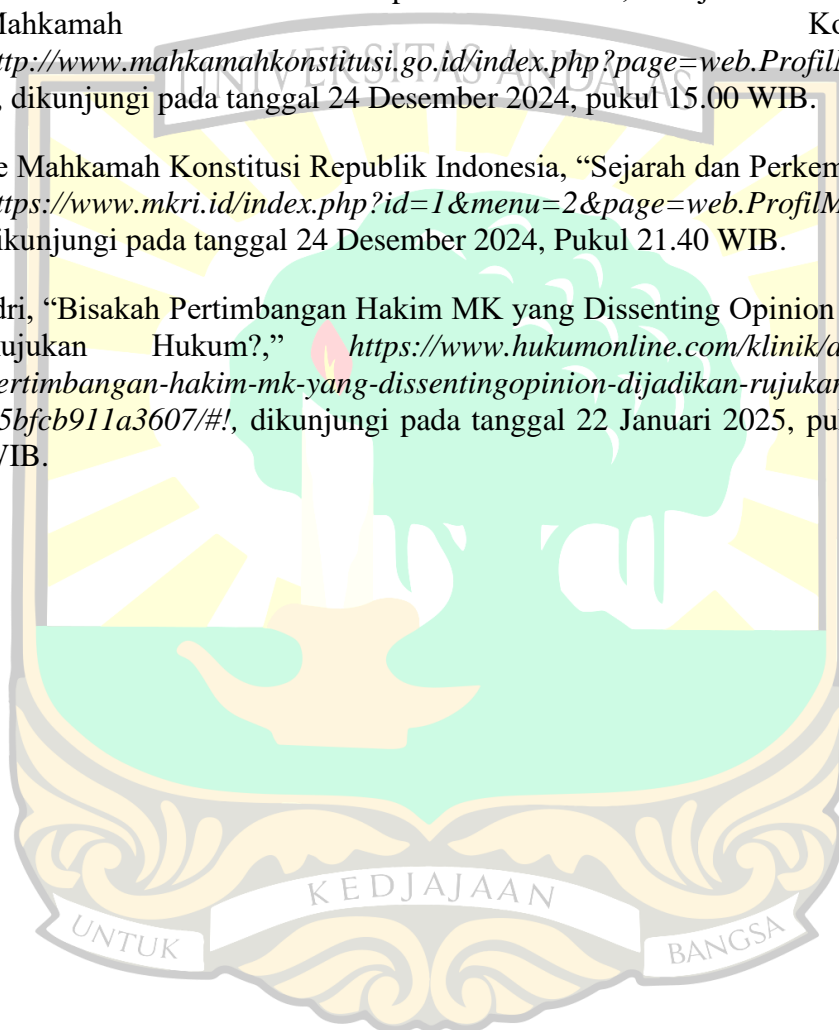 Mahkamah Ko
ttp://www.mahkamahkonstitusi.go.id/index.php?page=web.Profil
, dikunjungi pada tanggal 24 Desember 2024, pukul 15.00 WIB.
e Mahkamah Konstitusi Republik Indonesia, “Sejarah dan Perkem
ttps://www.mkri.id/index.php?id=1&menu=2&page=web.ProfilM
ikunjungi pada tanggal 24 Desember 2024, Pukul 21.40 WIB.
dri, “Bisakah Pertimbangan Hakim MK yang Dissenting Opinion
ujukan Hukum?,” https://www.hukumonline.com/klinik/a
ertimbangan-hakim-mk-yang-dissentingopinion-dijadikan-rujukan
5bfcb911a3607/#!, dikunjungi pada tanggal 22 Januari 2025, pu
WIB.
UNIVERSITAS ANDALAS
KEDJAJAAN
UNTUK
BANGSA